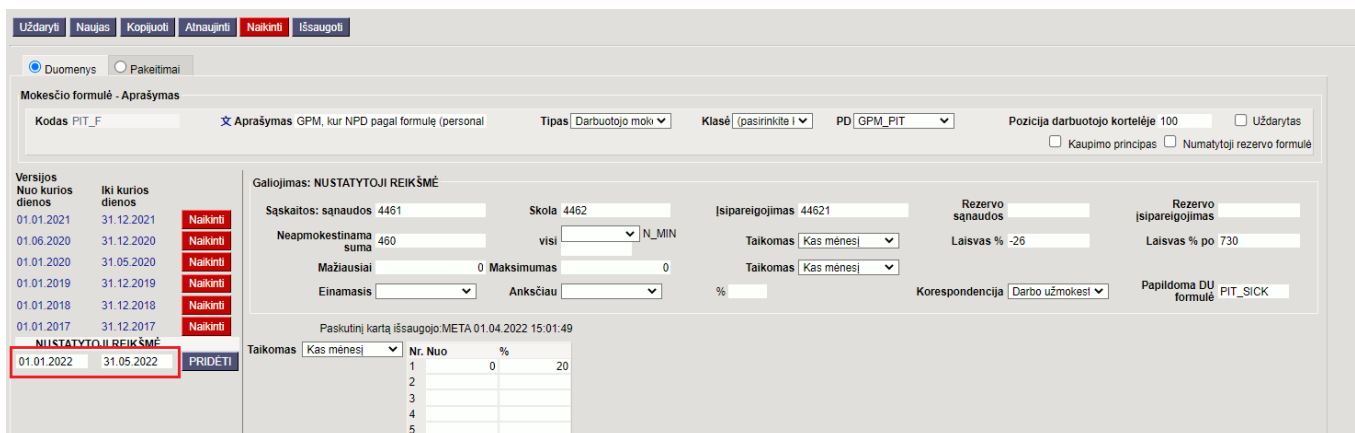 Uždaryti Naujas Kopijuoti Atnaujinti Naikinti Išsaugoti
Duomenys Pakeitimai
Mokesčio formulė - Aprašymas
Kodas PIT_F 文 Aprašymas GPM, kur NPD pagal formulę (personal Tipas Darbuotojo moke Klasė (pasirinkite k PD GPM_PIT Pozicija darbuotojo kortelėje 100 Uždarytas
Kaupimo principas Numatytoji rezervo formulė
Versijos
Nuo kurios dienos Iki kurios dienos
01.01.2021 31.12.2021 Naikinti
01.06.2020 31.12.2020 Naikinti
01.01.2020 31.05.2020 Naikinti
01.01.2019 31.12.2019 Naikinti
01.01.2018 31.12.2018 Naikinti
01.01.2017 31.12.2017 Naikinti
NUSTATYTOJI REIKŠMĖ
01.01.2022 31.05.2022 PRIDĖTI
Galiojimas: NUSTATYTOJI REIKŠMĖ
Sąskaitos: sąnaudos 4461 Skola 4462 Įsipareigojimas 44621 Rezervo sąnaudos Rezervo įsipareigojimas
Neapmokestinama suma 460 visi N_MIN Taikomas Kas mėnesį Laisvas % -26 Laisvas % po 730
Mažiausiai 0 Maksimumas 0 Taikomas Kas mėnesį
Einamasis Anksčiau % Korespondencija Darbo užmokest Papildoma DU formulė PIT_SICK
Paskutinį kartą išsaugojo:META 01.04.2022 15:01:49
Taikomas Kas mėnesį Nr. Nuo %
1 0 20
2
3
4
5